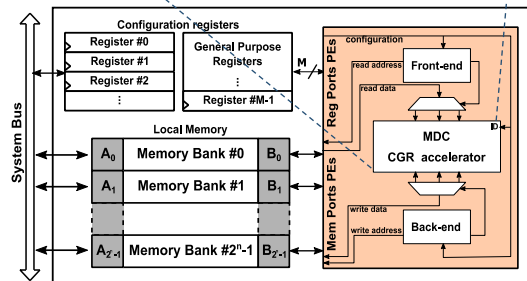 Configuration registers
Register #0
Register #1
Register #2
⋮
General Purpose
Registers
⋮
Register #M-1
M
System Bus
Local Memory
A0 Memory Bank #0 B0
A1 Memory Bank #1 B1
A2n-1 Memory Bank #2n-1 B2n-1
Reg Ports PEs
Mem Ports PEs
configuration
read address
Front-end
read data
MDC
CGR accelerator
ID
write data
write address
Back-end